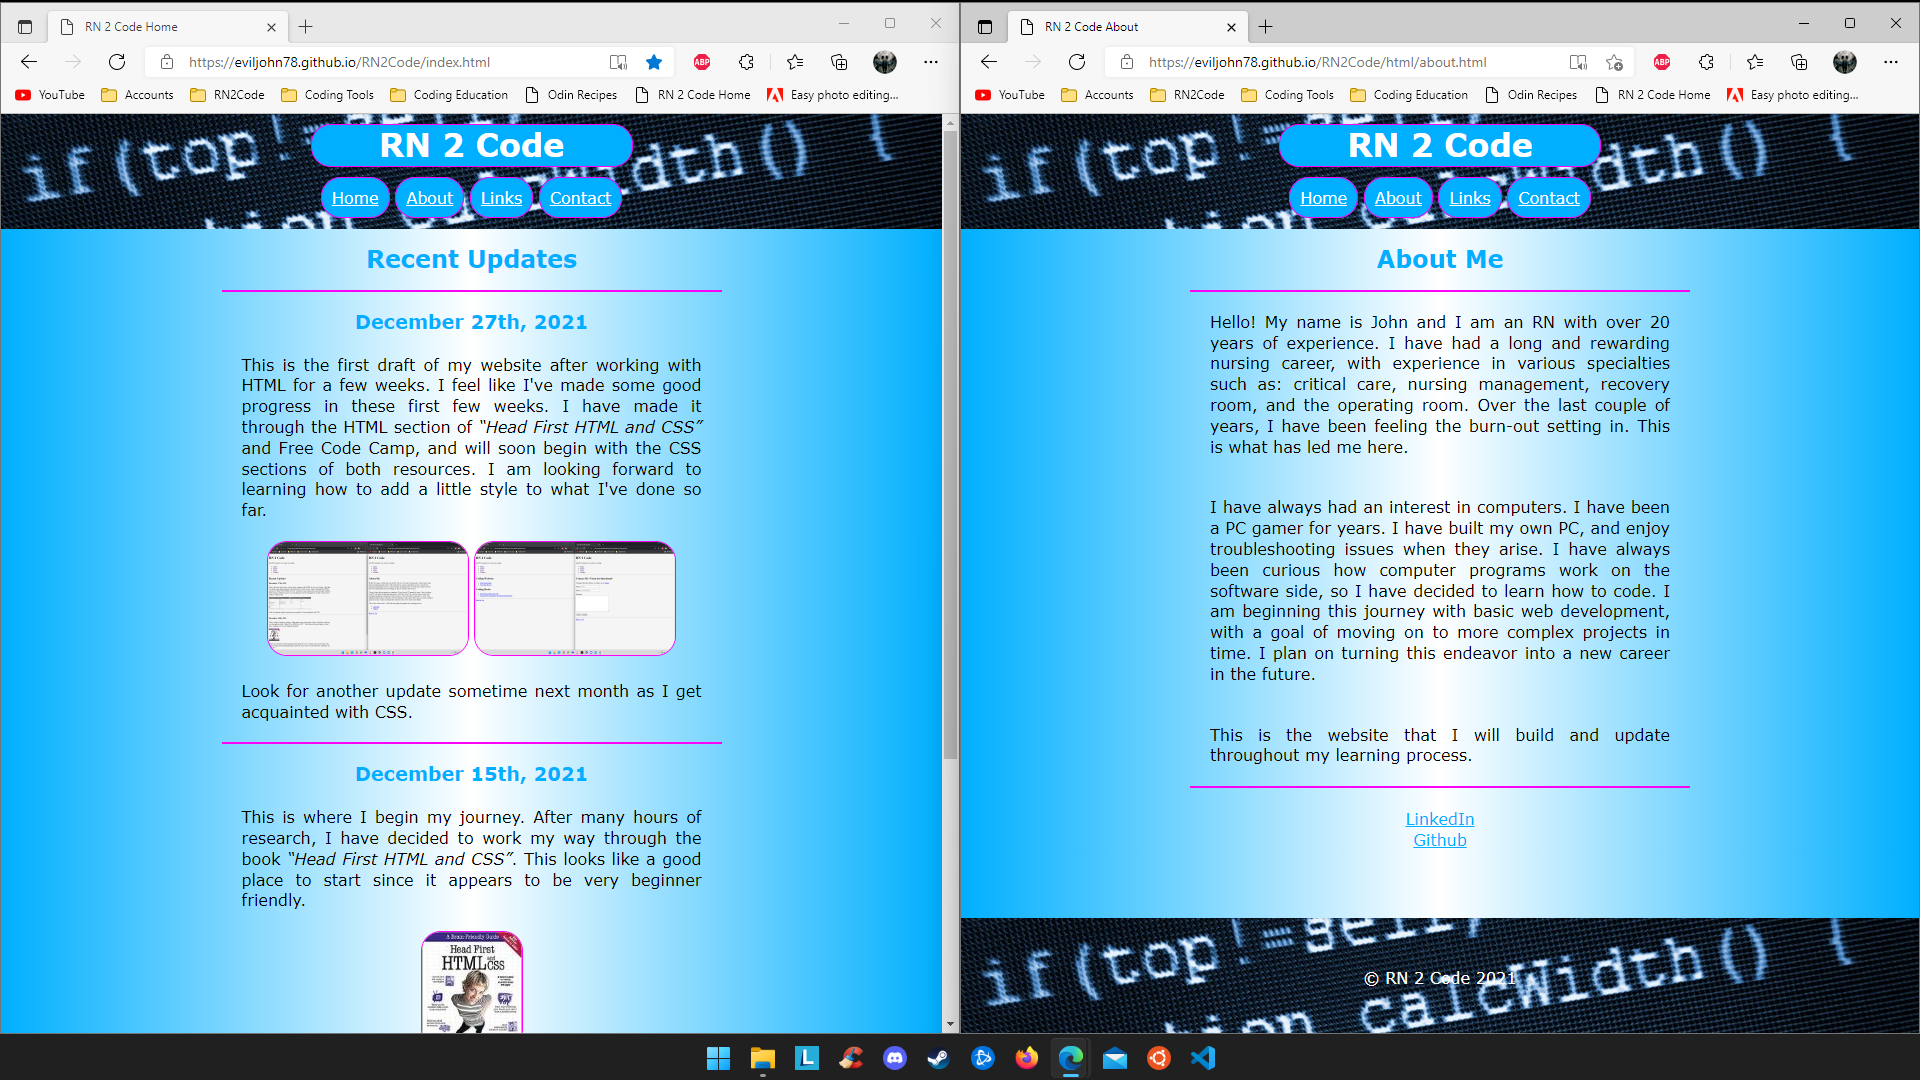 RN 2 Code Home
https://eviljohn78.github.io/RN2Code/index.html
ABP
YouTube Accounts RN2Code Coding Tools Coding Education Odin Recipes RN 2 Code Home Easy photo editing...
if(top!=self)
RN 2 Code
Home About Links Contact
Recent Updates
December 27th, 2021
This is the first draft of my website after working with
HTML for a few weeks. I feel like I've made some good
progress in these first few weeks. I have made it
through the HTML section of “Head First HTML and CSS”
and Free Code Camp, and will soon begin with the CSS
sections of both resources. I am looking forward to
learning how to add a little style to what I've done so
far.
Look for another update sometime next month as I get
acquainted with CSS.
December 15th, 2021
This is where I begin my journey. After many hours of
research, I have decided to work my way through the
book “Head First HTML and CSS”. This looks like a good
place to start since it appears to be very beginner
friendly.
A Brain-Friendly Guide
Head First
HTML and CSS
RN 2 Code About
https://eviljohn78.github.io/RN2Code/html/about.html
ABP
YouTube Accounts RN2Code Coding Tools Coding Education Odin Recipes RN 2 Code Home Easy photo editing...
RN 2 Code
Home About Links Contact
About Me
Hello! My name is John and I am an RN with over 20
years of experience. I have had a long and rewarding
nursing career, with experience in various specialties
such as: critical care, nursing management, recovery
room, and the operating room. Over the last couple of
years, I have been feeling the burn-out setting in. This
is what has led me here.
I have always had an interest in computers. I have been
a PC gamer for years. I have built my own PC, and enjoy
troubleshooting issues when they arise. I have always
been curious how computer programs work on the
software side, so I have decided to learn how to code. I
am beginning this journey with basic web development,
with a goal of moving on to more complex projects in
time. I plan on turning this endeavor into a new career
in the future.
This is the website that I will build and update
throughout my learning process.
LinkedIn
Github
if(top!=self) {
calcWidth()
© RN 2 Code 2021